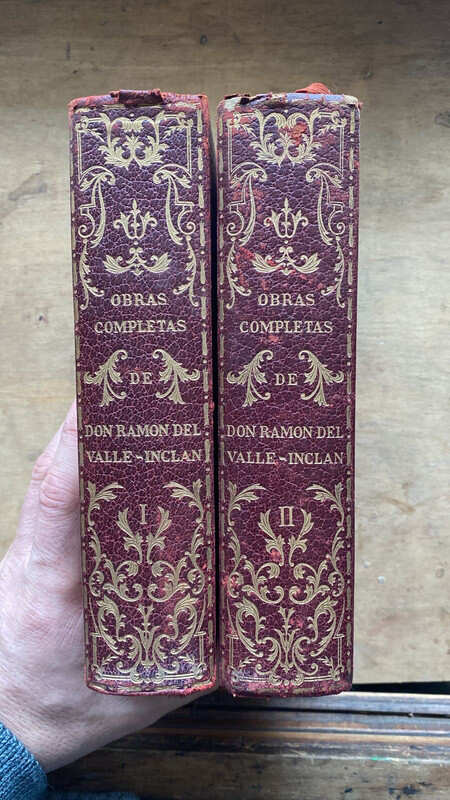 OBRAS
COMPLETAS
DE
DON RAMON DEL
VALLE-INCLAN
I
OBRAS
COMPLETAS
DE
DON RAMON DEL
VALLE-INCLAN
II